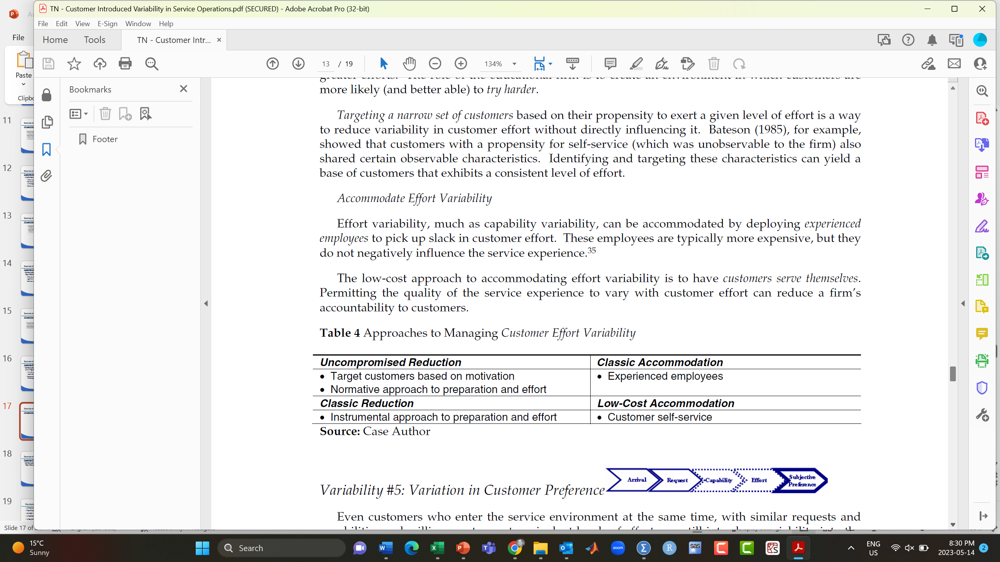 TN - Customer Introduced Variability in Service Operations.pdf (SECURED) - Adobe Acrobat Pro (32-bit)
File Edit View E-Sign Window Help
File
Home Tools TN - Customer Intr... ×
Paste
13 / 19
134%
Clipbo
Bookmarks
Footer
11
12
13
14
15
16
17
18
19
more likely (and better able) to try harder.
Targeting a narrow set of customers based on their propensity to exert a given level of effort is a way
to reduce variability in customer effort without directly influencing it. Bateson (1985), for example,
showed that customers with a propensity for self-service (which was unobservable to the firm) also
shared certain observable characteristics. Identifying and targeting these characteristics can yield a
base of customers that exhibits a consistent level of effort.
Accommodate Effort Variability
Effort variability, much as capability variability, can be accommodated by deploying experienced
employees to pick up slack in customer effort. These employees are typically more expensive, but they
do not negatively influence the service experience.35
The low-cost approach to accommodating effort variability is to have customers serve themselves.
Permitting the quality of the service experience to vary with customer effort can reduce a firm's
accountability to customers.
Table 4 Approaches to Managing Customer Effort Variability
Uncompromised Reduction
• Target customers based on motivation
• Normative approach to preparation and effort
Classic Accommodation
• Experienced employees
Classic Reduction
• Instrumental approach to preparation and effort
Low-Cost Accommodation
• Customer self-service
Source: Case Author
Variability #5: Variation in Customer Preference
Arrival Request Capability Effort Subjective Preference
Even customers who enter the service environment at the same time, with similar requests and
Slide 17 of
15°C
Sunny
Search
zoom
sas
ENG
US
8:30 PM
2023-05-14
2